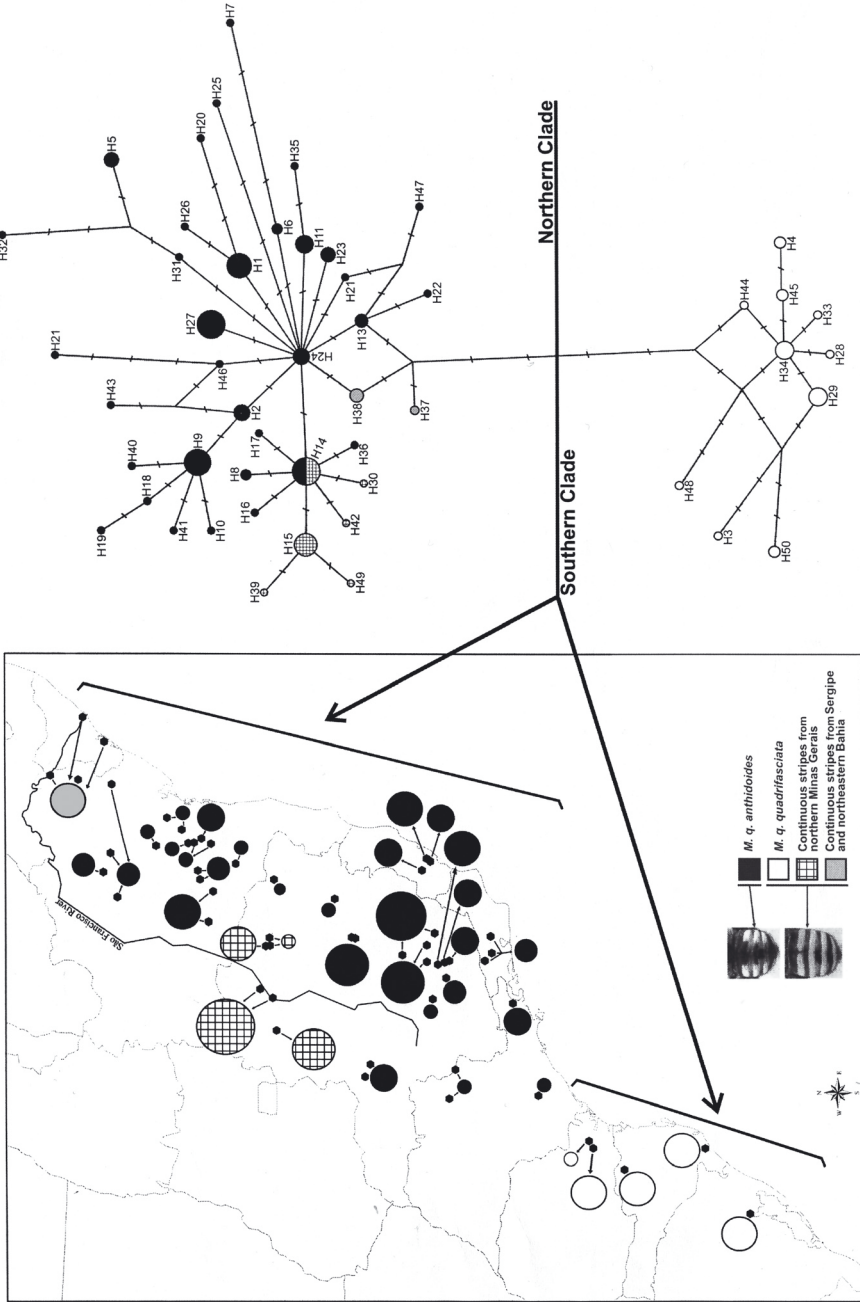 H7
H25
H20
H5
H35
H26
H6
H11
H47
H32
H1
H23
H31
H21
H22
H27
H13
H24
H21
H46
H43
H38
H37
H2
H9
H17
H14
H40
H8
H36
H18
H30
H16
H42
H19
H41
H10
H15
H39
H49
Northern Clade
Southern Clade
H4
H44
H45
H33
H34
H28
H29
H48
H3
H50
São Francisco River
M. q. anthidioides
M. q. quadrifasciata
Continuous stripes from
northern Minas Gerais
Continuous stripes from Sergipe
and northeastern Bahia
N
E
S
W